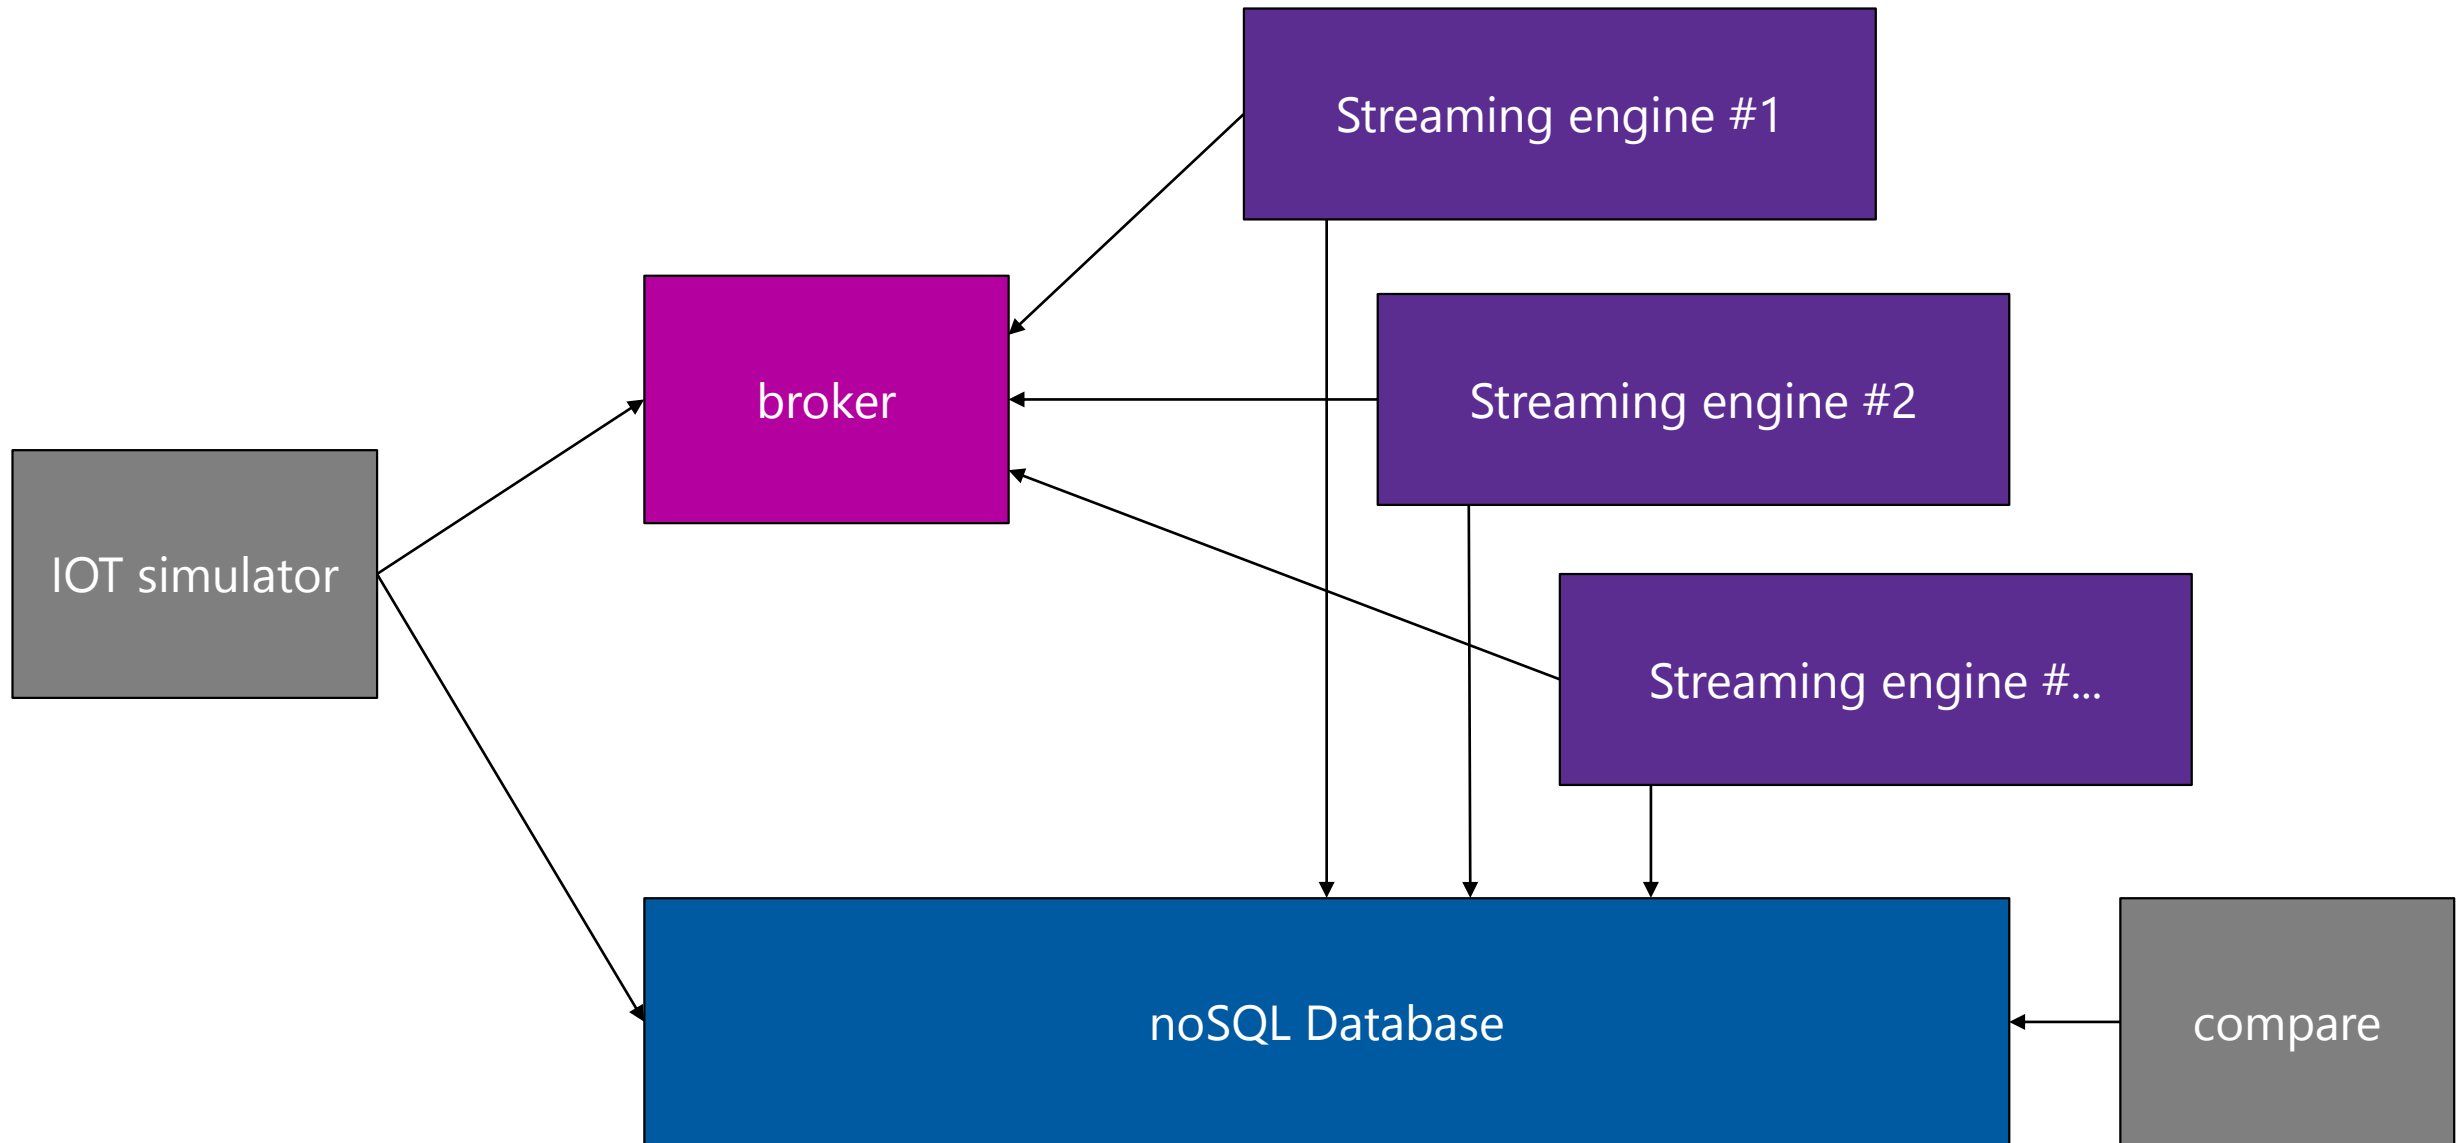 Streaming engine #1
broker
Streaming engine #2
IOT simulator
Streaming engine #...
noSQL Database
compare